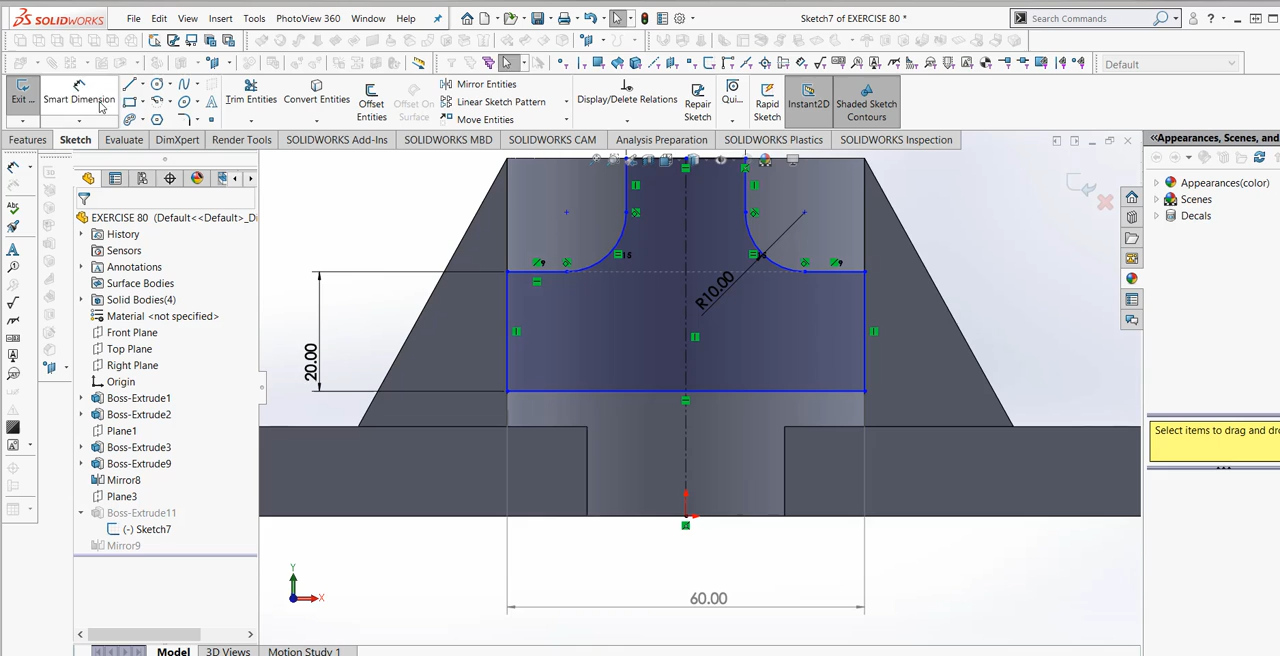 SOLIDWORKS
File
Edit
View
Insert
Tools
PhotoView 360
Window
Help
Sketch7 of EXERCISE 80 *
Search Commands
Default
Exit ...
Smart Dimension
Trim Entities
Convert Entities
Offset Entities
Offset On Surface
Mirror Entities
Linear Sketch Pattern
Move Entities
Display/Delete Relations
Repair Sketch
Qui...
Rapid Sketch
Instant2D
Shaded Sketch Contours
Features
Sketch
Evaluate
DimXpert
Render Tools
SOLIDWORKS Add-Ins
SOLIDWORKS MBD
SOLIDWORKS CAM
Analysis Preparation
SOLIDWORKS Plastics
SOLIDWORKS Inspection
<<Appearances, Scenes, and
Appearances(color)
Scenes
Decals
Select items to drag and dr
EXERCISE 80 (Default<<Default>_Di
History
Sensors
Annotations
Surface Bodies
Solid Bodies(4)
Material <not specified>
Front Plane
Top Plane
Right Plane
Origin
Boss-Extrude1
Boss-Extrude2
Plane1
Boss-Extrude3
Boss-Extrude9
Mirror8
Plane3
Boss-Extrude11
(-) Sketch7
Mirror9
20.00
R10.00
60.00
Y
X
Model
3D Views
Motion Study 1